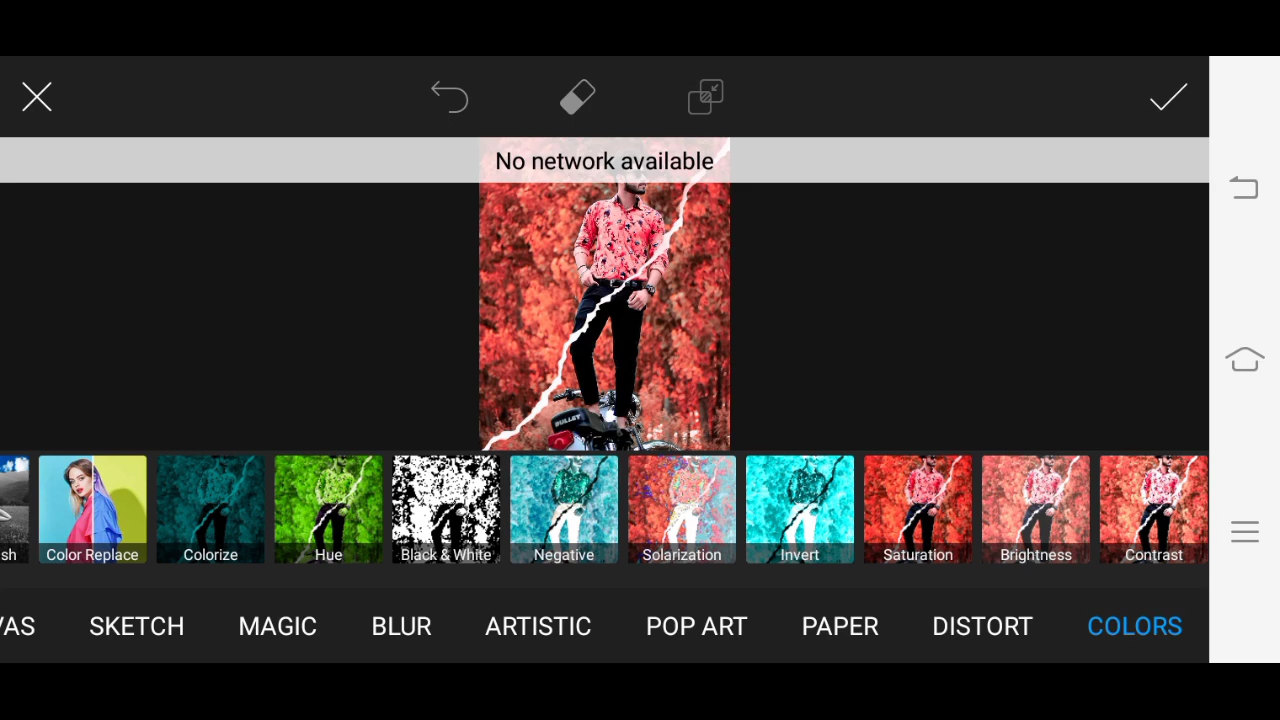 No network available
BULLET
sh
Color Replace
Colorize
Hue
Black & White
Negative
Solarization
Invert
Saturation
Brightness
Contrast
VAS
SKETCH
MAGIC
BLUR
ARTISTIC
POP ART
PAPER
DISTORT
COLORS